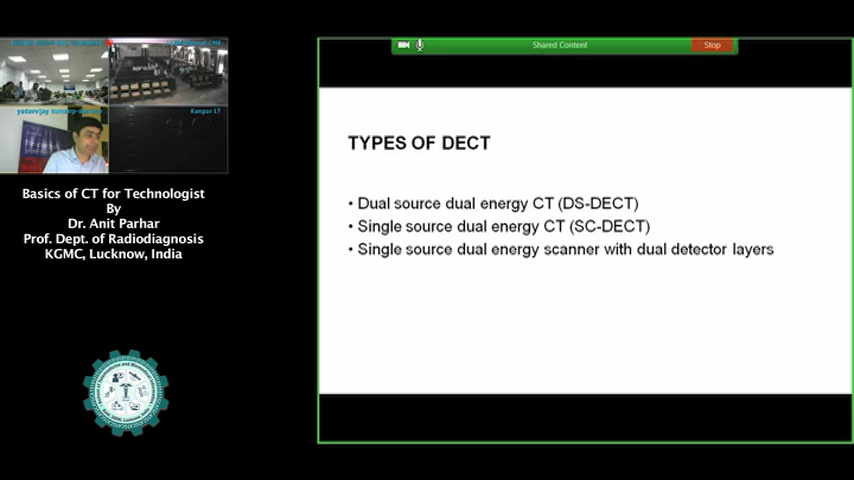 Kanpur LT
Basics of CT for Technologist
By
Dr. Anit Parhar
Prof. Dept. of Radiodiagnosis
KGMC, Lucknow, India
Shared Content
Stop
TYPES OF DECT
• Dual source dual energy CT (DS-DECT)
• Single source dual energy CT (SC-DECT)
• Single source dual energy scanner with dual detector layers